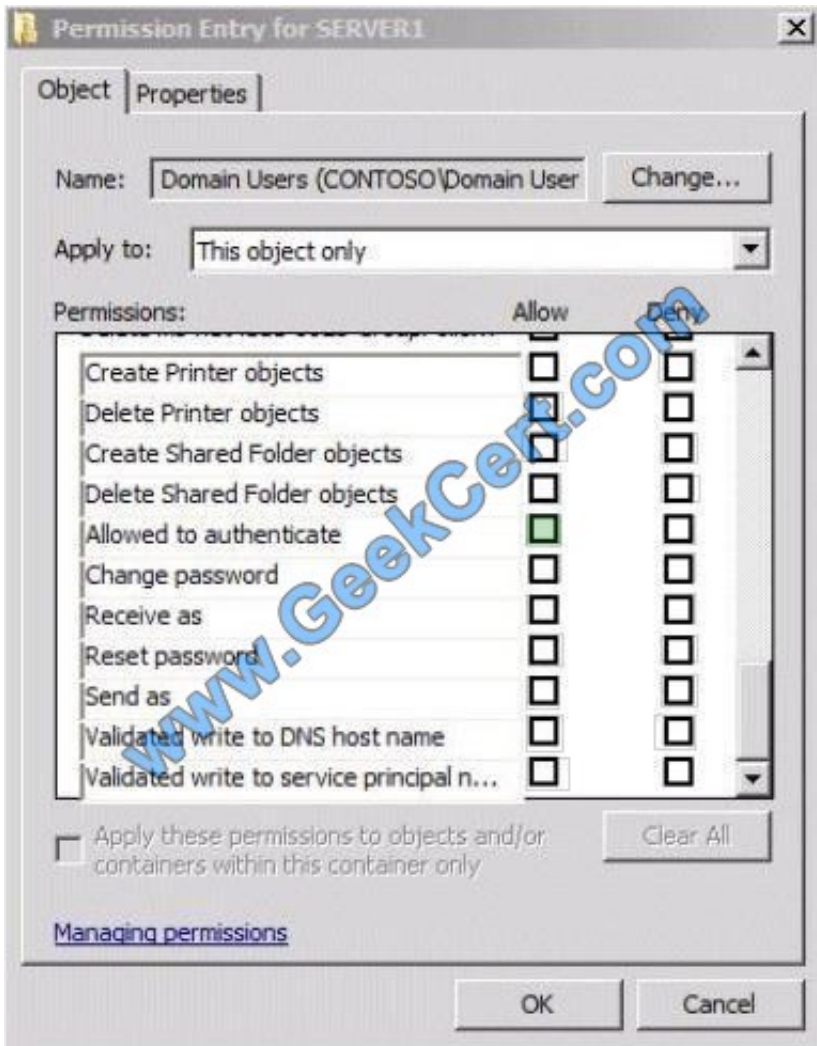 Permission Entry for SERVER1
Object
Properties
Name:
Domain Users (CONTOSO\Domain User
Change...
Apply to:
This object only
Permissions:
Allow
Deny
Create Printer objects
Delete Printer objects
Create Shared Folder objects
Delete Shared Folder objects
Allowed to authenticate
Change password
Receive as
Reset password
Send as
Validated write to DNS host name
Validated write to service principal n...
Apply these permissions to objects and/or
containers within this container only
Clear All
Managing permissions
OK
Cancel
www.GeekCert.com